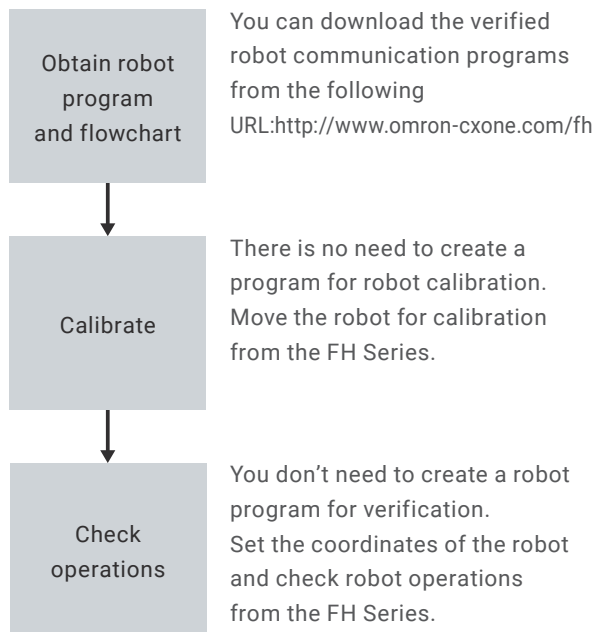 Obtain robot
program
and flowchart
You can download the verified
robot communication programs
from the following
URL:http://www.omron-cxone.com/fh
Calibrate
There is no need to create a
program for robot calibration.
Move the robot for calibration
from the FH Series.
Check
operations
You don’t need to create a robot
program for verification.
Set the coordinates of the robot
and check robot operations
from the FH Series.